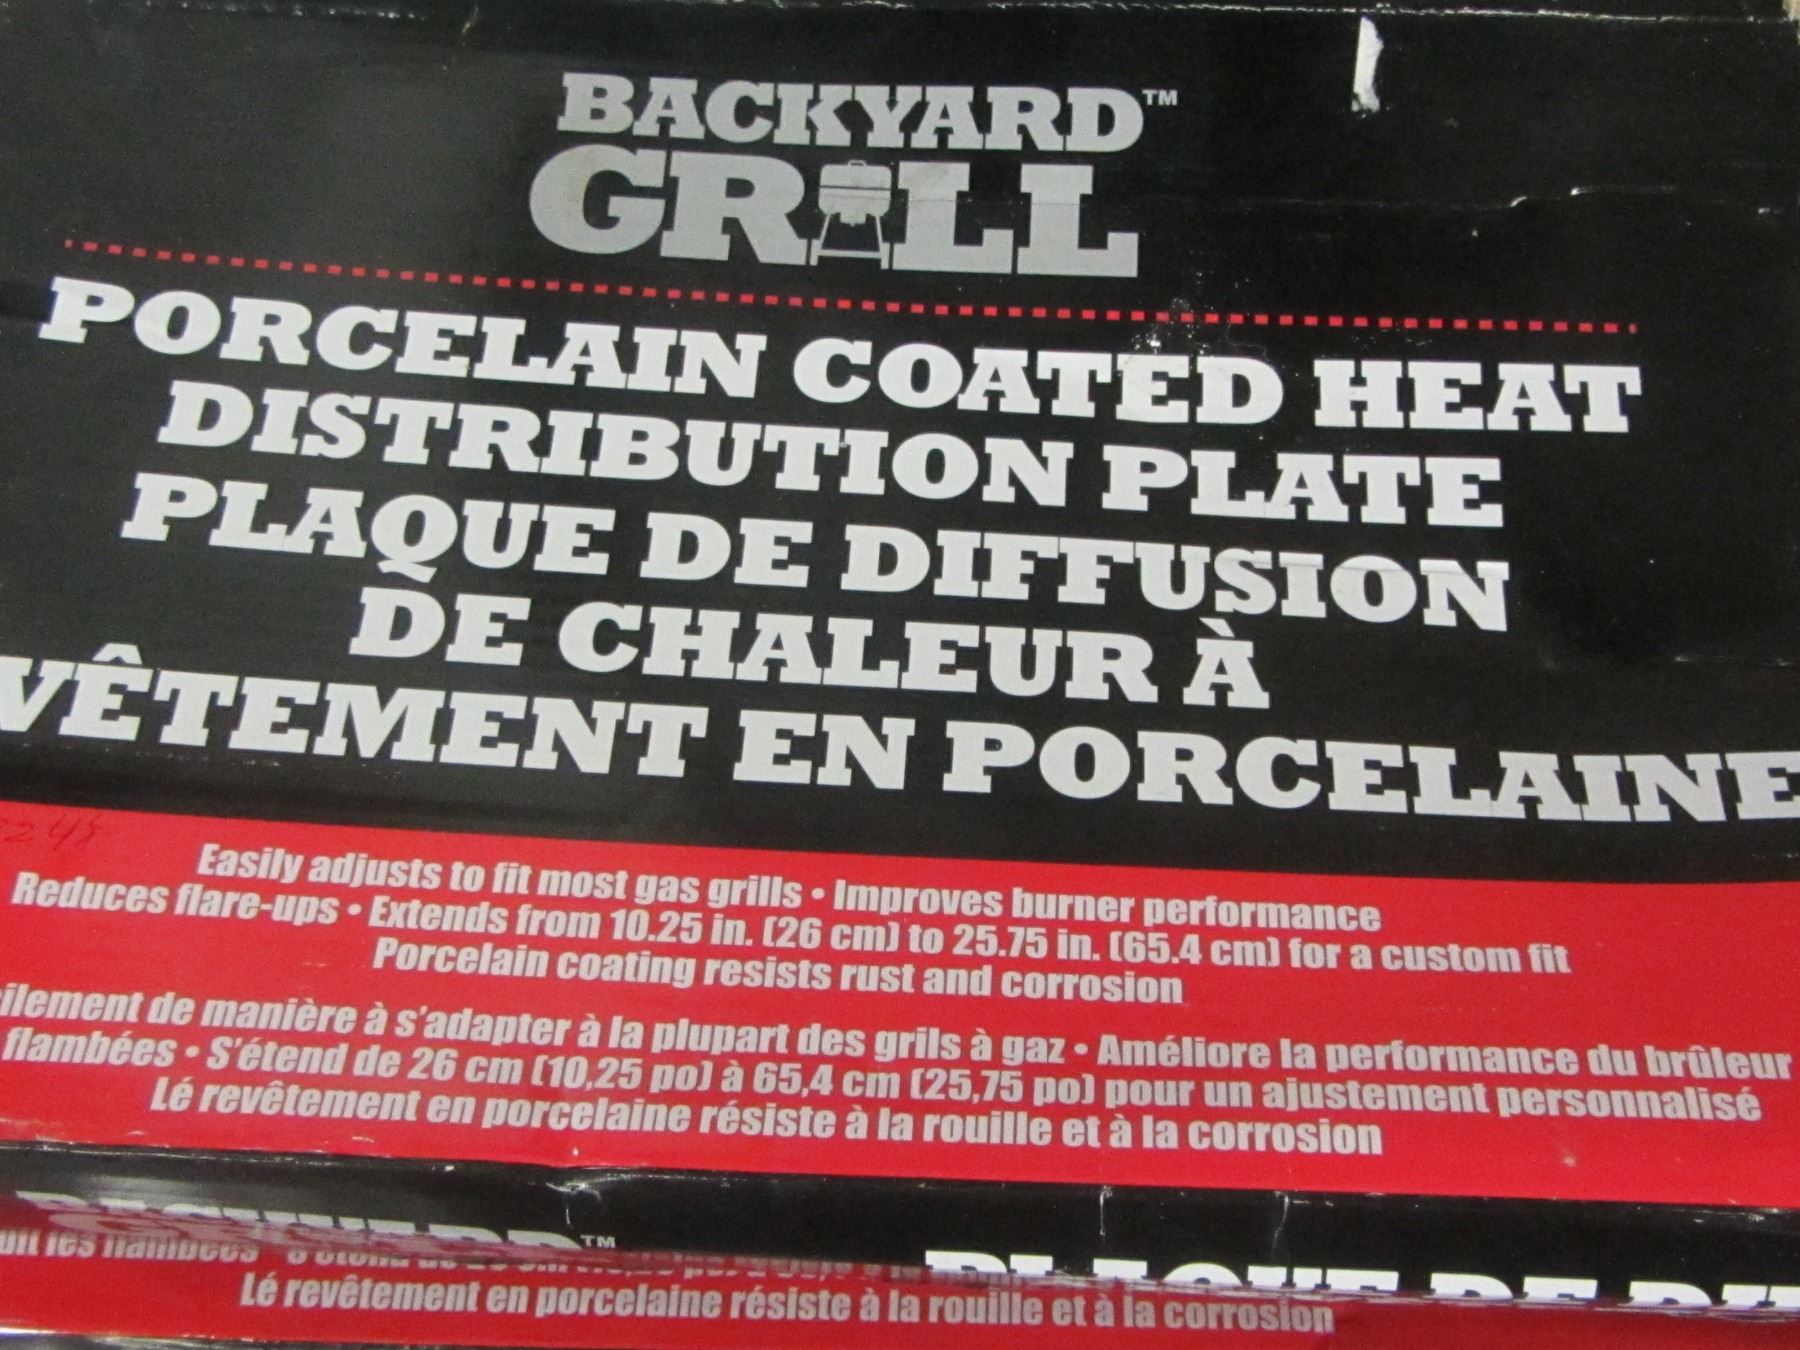 BACKYARD™
GRILL
PORCELAIN COATED HEAT
DISTRIBUTION PLATE
PLAQUE DE DIFFUSION
DE CHALEUR À
VÊTEMENT EN PORCELAINE
Easily adjusts to fit most gas grills • Improves burner performance
Reduces flare-ups • Extends from 10.25 in. (26 cm) to 25.75 in. (65.4 cm) for a custom fit
Porcelain coating resists rust and corrosion
ilement de manière à s'adapter à la plupart des grils à gaz • Améliore la performance du brûleur
flambées • S'étend de 26 cm (10,25 po) à 65,4 cm (25,75 po) pour un ajustement personnalisé
Lé revêtement en porcelaine résiste à la rouille et à la corrosion
BACKYARD™
PLAQUE DE
les flambées
Lé revêtement en porcelaine résiste à la rouille et à la corrosion